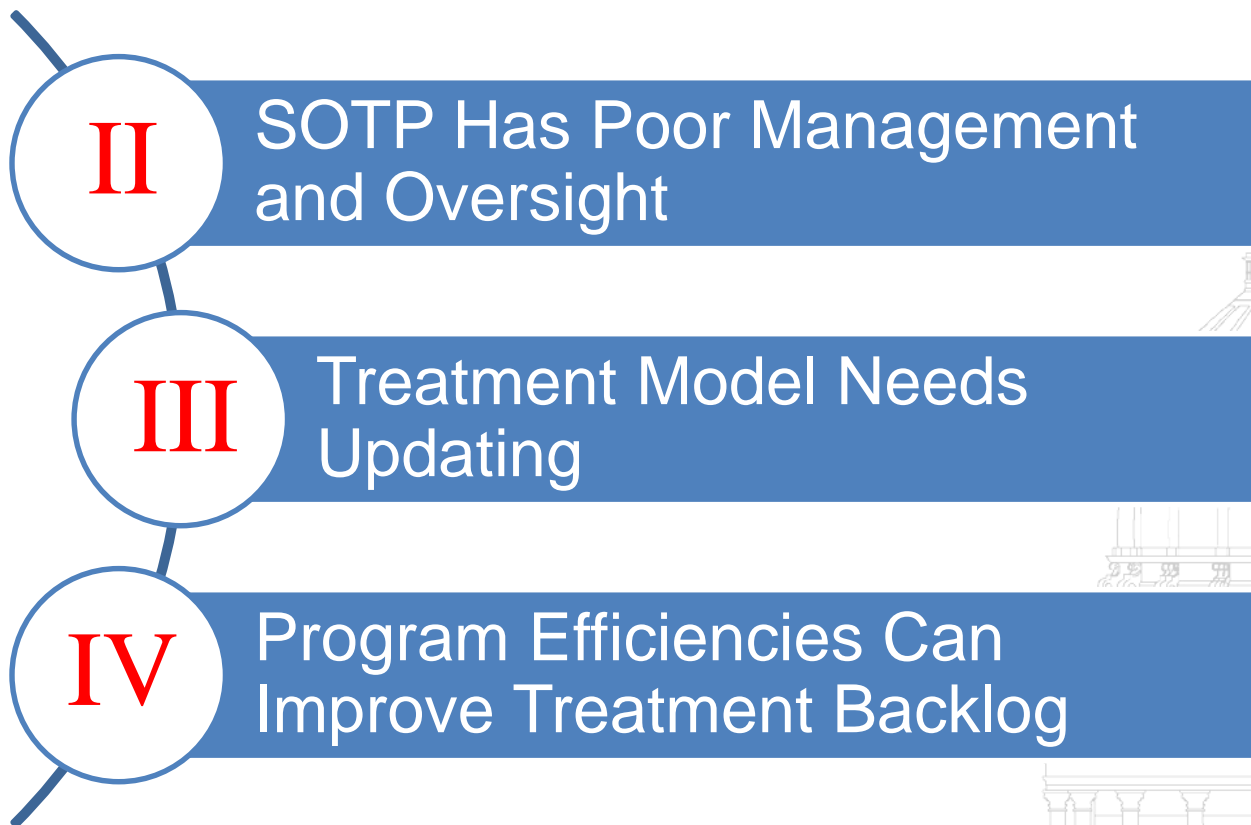 II
SOTP Has Poor Management
and Oversight
III
Treatment Model Needs
Updating
IV
Program Efficiencies Can
Improve Treatment Backlog